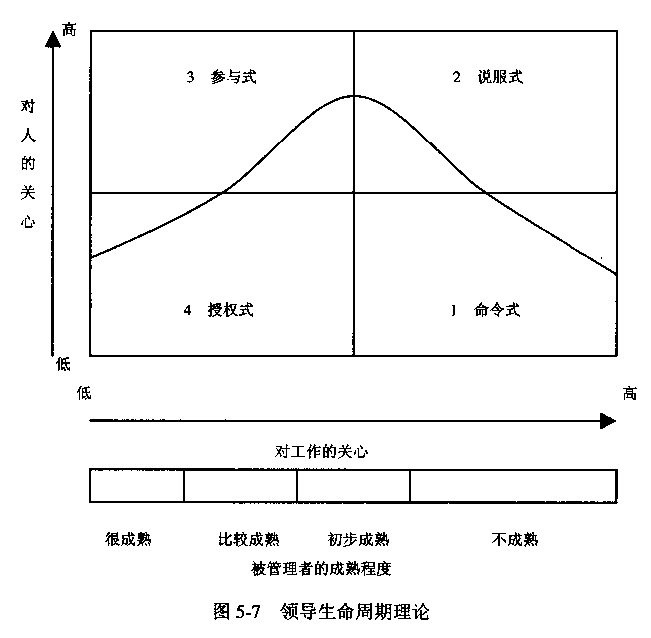 高
3 参与式
2 说服式
对人的关心
4 授权式
1 命令式
低
低
高
对工作的关心
很成熟
比较成熟
初步成熟
不成熟
被管理者的成熟程度
图 5-7 领导生命周期理论